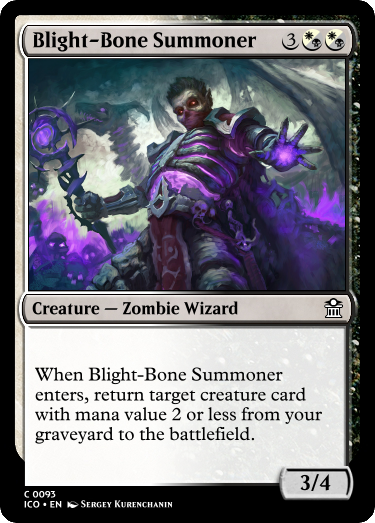 Blight-Bone Summoner 3
Creature — Zombie Wizard
When Blight-Bone Summoner
enters, return target creature card
with mana value 2 or less from your
graveyard to the battlefield.
3/4
C 0093
ICO • EN Sergey Kurenchanin